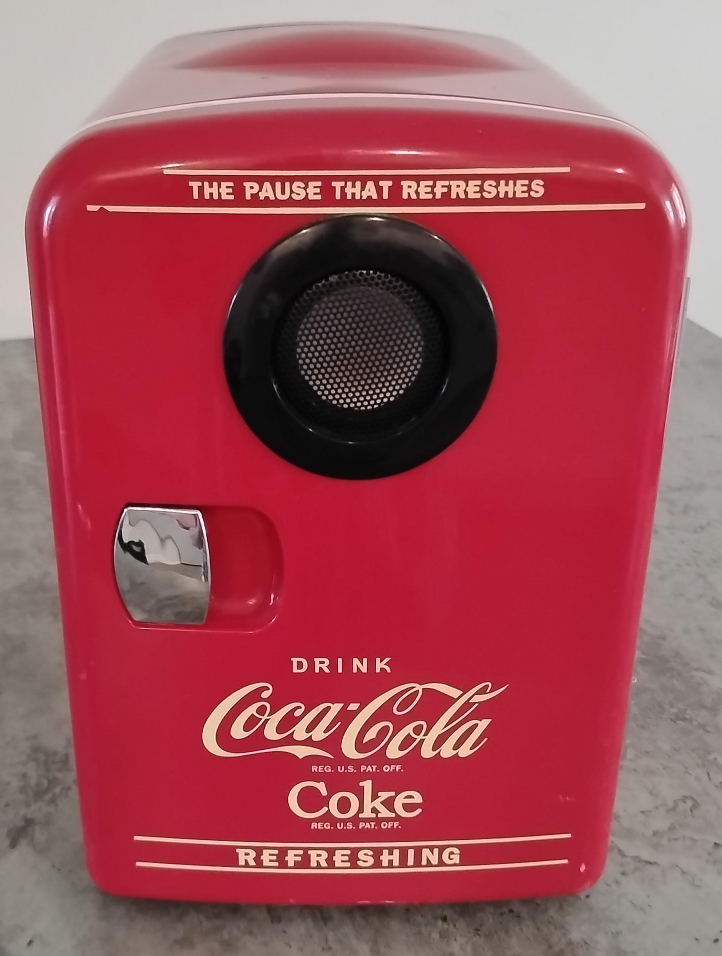 THE PAUSE THAT REFRESHES
DRINK
Coca-Cola
REG. U.S. PAT. OFF.
Coke
REG. U.S. PAT. OFF.
REFRESHING